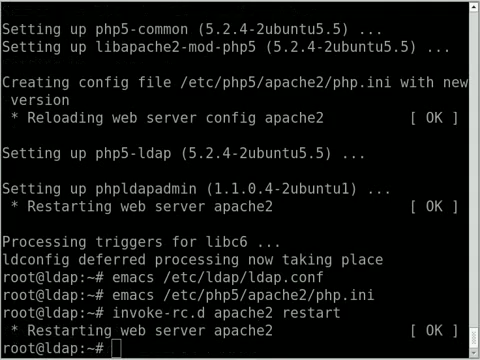 Setting up php5-common (5.2.4-2ubuntu5.5) ...
Setting up libapache2-mod-php5 (5.2.4-2ubuntu5.5) ...
Creating config file /etc/php5/apache2/php.ini with new
version
* Reloading web server config apache2 [ OK ]
Setting up php5-ldap (5.2.4-2ubuntu5.5) ...
Setting up phpldapadmin (1.1.0.4-2ubuntu1) ...
* Restarting web server apache2 [ OK ]
Processing triggers for libc6 ...
ldconfig deferred processing now taking place
root@ldap:~# emacs /etc/ldap/ldap.conf
root@ldap:~# emacs /etc/php5/apache2/php.ini
root@ldap:~# invoke-rc.d apache2 restart
* Restarting web server apache2 [ OK ]
root@ldap:~#